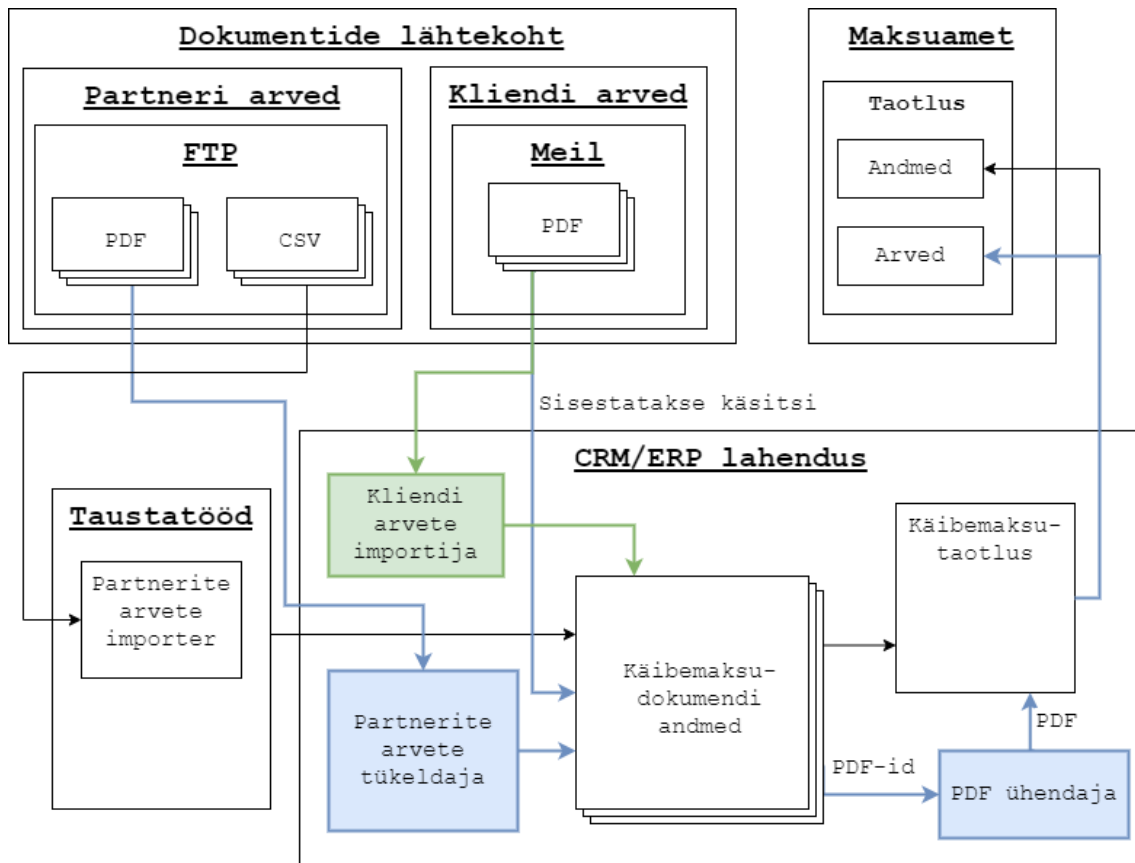 Dokumentide lähtekoht
Partneri arved
FTP
PDF
CSV
Kliendi arved
Meil
PDF
Maksuamet
Taotlus
Andmed
Arved
Sisestatakse käsitsi
CRM/ERP lahendus
Kliendi
arvete
importija
Taustatööd
Partnerite
arvete
importer
Partnerite
arvete
tükeldaja
Käibemaksu-
dokumendi
andmed
Käibemaksu-
taotlus
PDF
PDF-id
PDF ühendaja